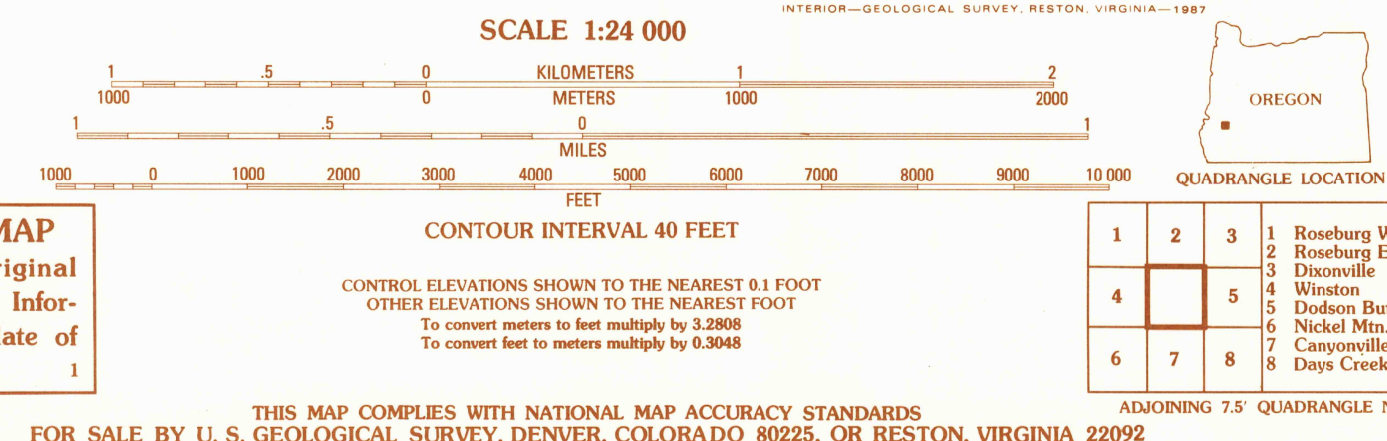 INTERIOR—GEOLOGICAL SURVEY, RESTON, VIRGINIA—1987
SCALE 1:24 000
1 .5 0 KILOMETERS 1 2
1000 0 METERS 1000 2000
1 .5 0 1
MILES
1000 0 1000 2000 3000 4000 5000 6000 7000 8000 9000 10 000
FEET
OREGON
QUADRANGLE LOCATION
MAP
riginal
Infor-
ate of
1
CONTOUR INTERVAL 40 FEET
CONTROL ELEVATIONS SHOWN TO THE NEAREST 0.1 FOOT
OTHER ELEVATIONS SHOWN TO THE NEAREST FOOT
To convert meters to feet multiply by 3.2808
To convert feet to meters multiply by 0.3048
1 2 3
4 5
6 7 8
1 Roseburg W
2 Roseburg E
3 Dixonville
4 Winston
5 Dodson Bu
6 Nickel Mtn.
7 Canyonville
8 Days Creek
ADJOINING 7.5′ QUADRANGLE N
THIS MAP COMPLIES WITH NATIONAL MAP ACCURACY STANDARDS
FOR SALE BY U. S. GEOLOGICAL SURVEY, DENVER, COLORADO 80225, OR RESTON, VIRGINIA 22092